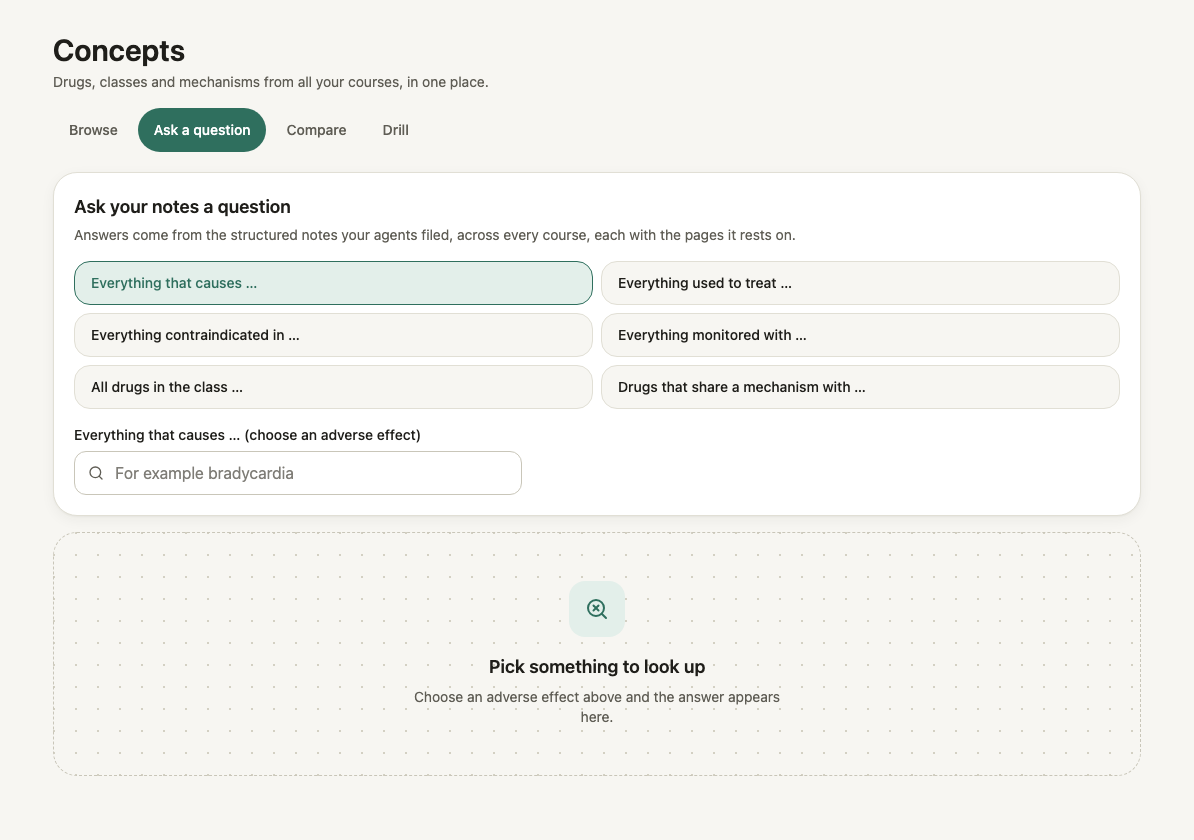 Concepts
Drugs, classes and mechanisms from all your courses, in one place.
Browse
Ask a question
Compare
Drill
Ask your notes a question
Answers come from the structured notes your agents filed, across every course, each with the pages it rests on.
Everything that causes ...
Everything used to treat ...
Everything contraindicated in ...
Everything monitored with ...
All drugs in the class ...
Drugs that share a mechanism with ...
Everything that causes ... (choose an adverse effect)
For example bradycardia
Pick something to look up
Choose an adverse effect above and the answer appears
here.